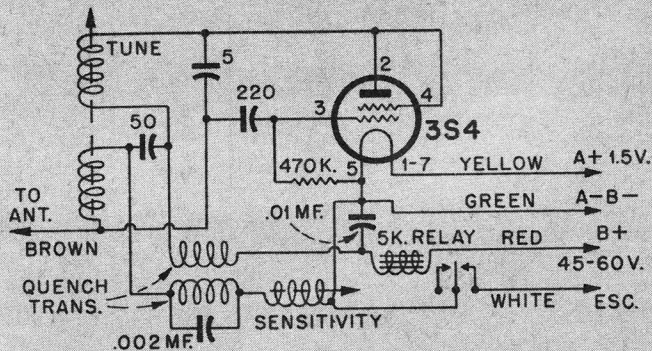 TUNE
5
2
4
220
3
3S4
50
470K.
5
1-7
YELLOW
A+ 1.5V.
GREEN
A-B-
TO
ANT.
BROWN
.01 MF.
5K. RELAY
RED
B+
45-60V.
QUENCH
TRANS.
SENSITIVITY
WHITE
ESC.
.002 MF.